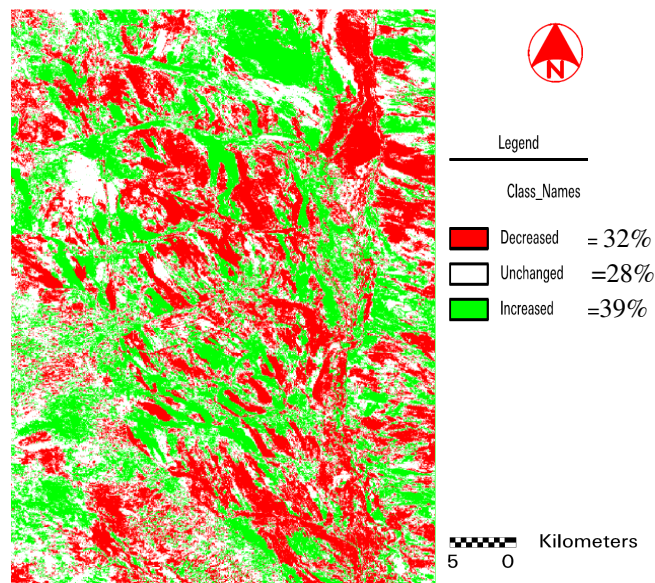 N
Legend
Class_Names
Decreased = 32%
Unchanged =28%
Increased =39%
Kilometers
5 0